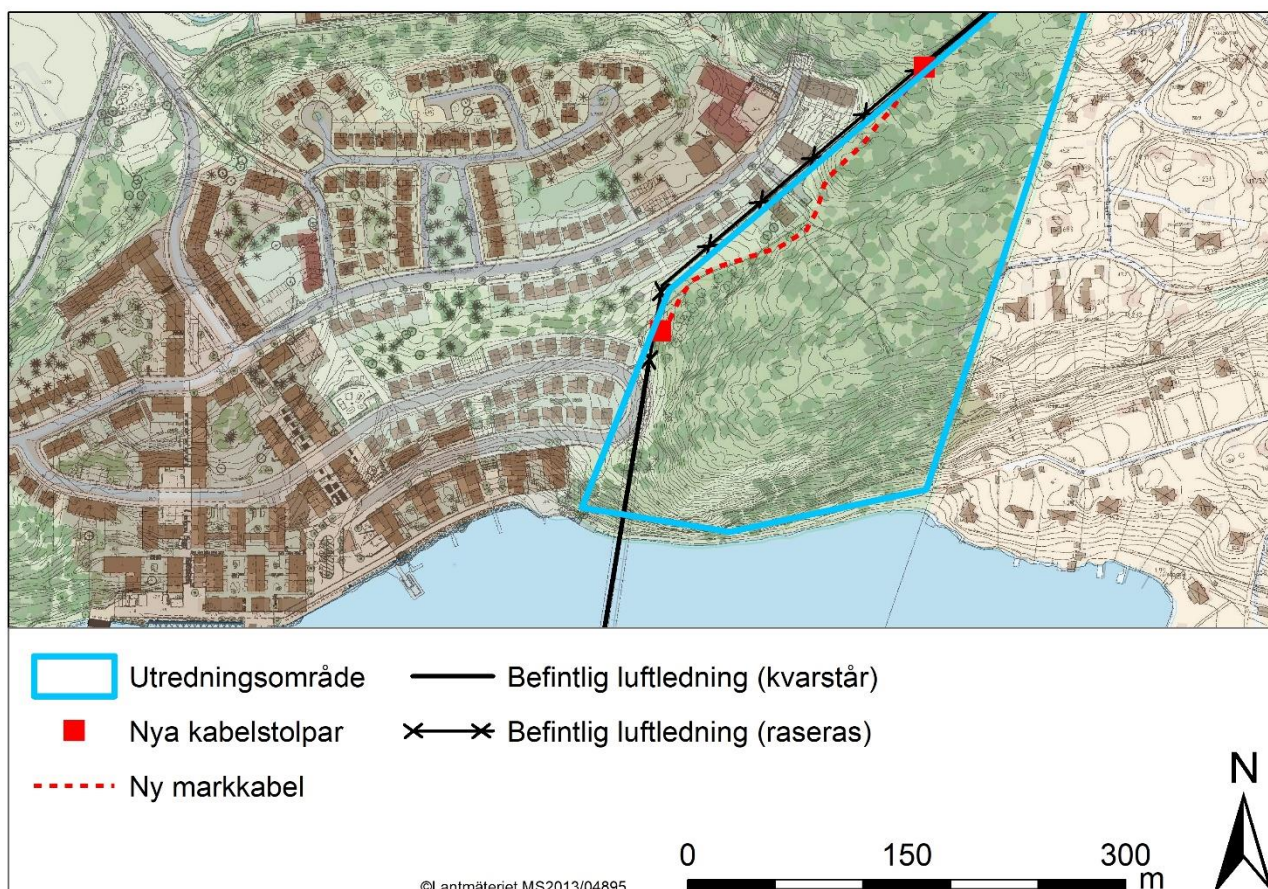 Utredningsområde
Befintlig luftledning (kvarstår)
Nya kabelstolpar
Befintlig luftledning (raseras)
Ny markkabel
N
0 150 300
m
©Lantmäteriet MS2013/04895